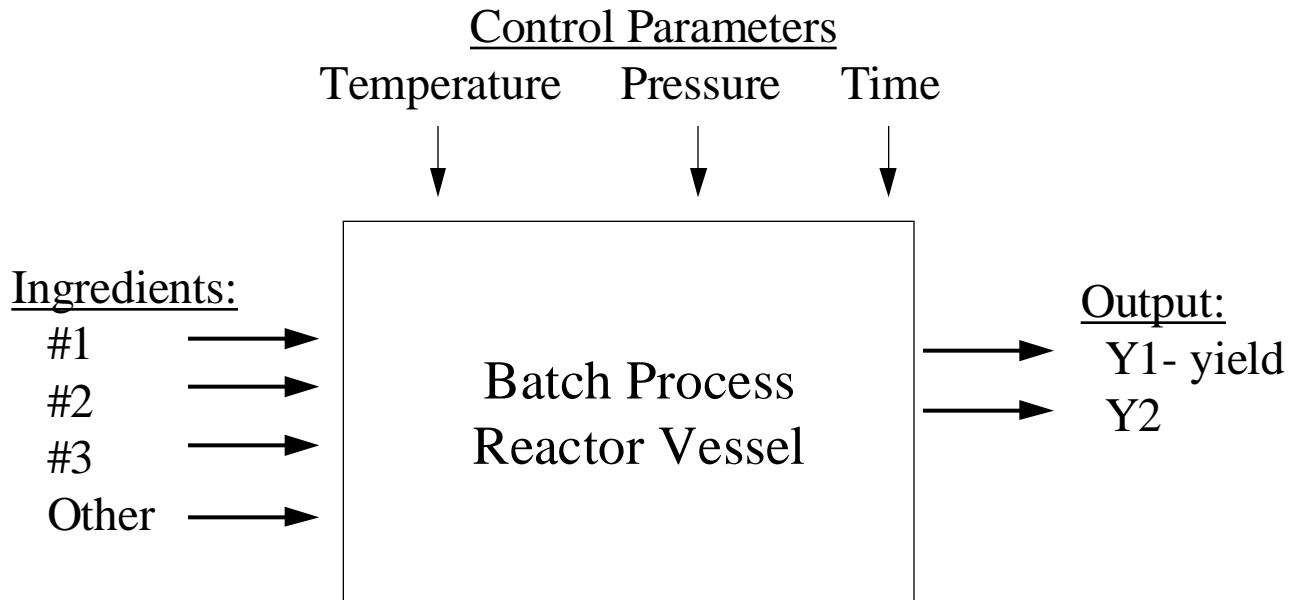 Control Parameters
Temperature Pressure Time
Ingredients:
#1
#2
#3
Other
Batch Process
Reactor Vessel
Output:
Y1- yield
Y2